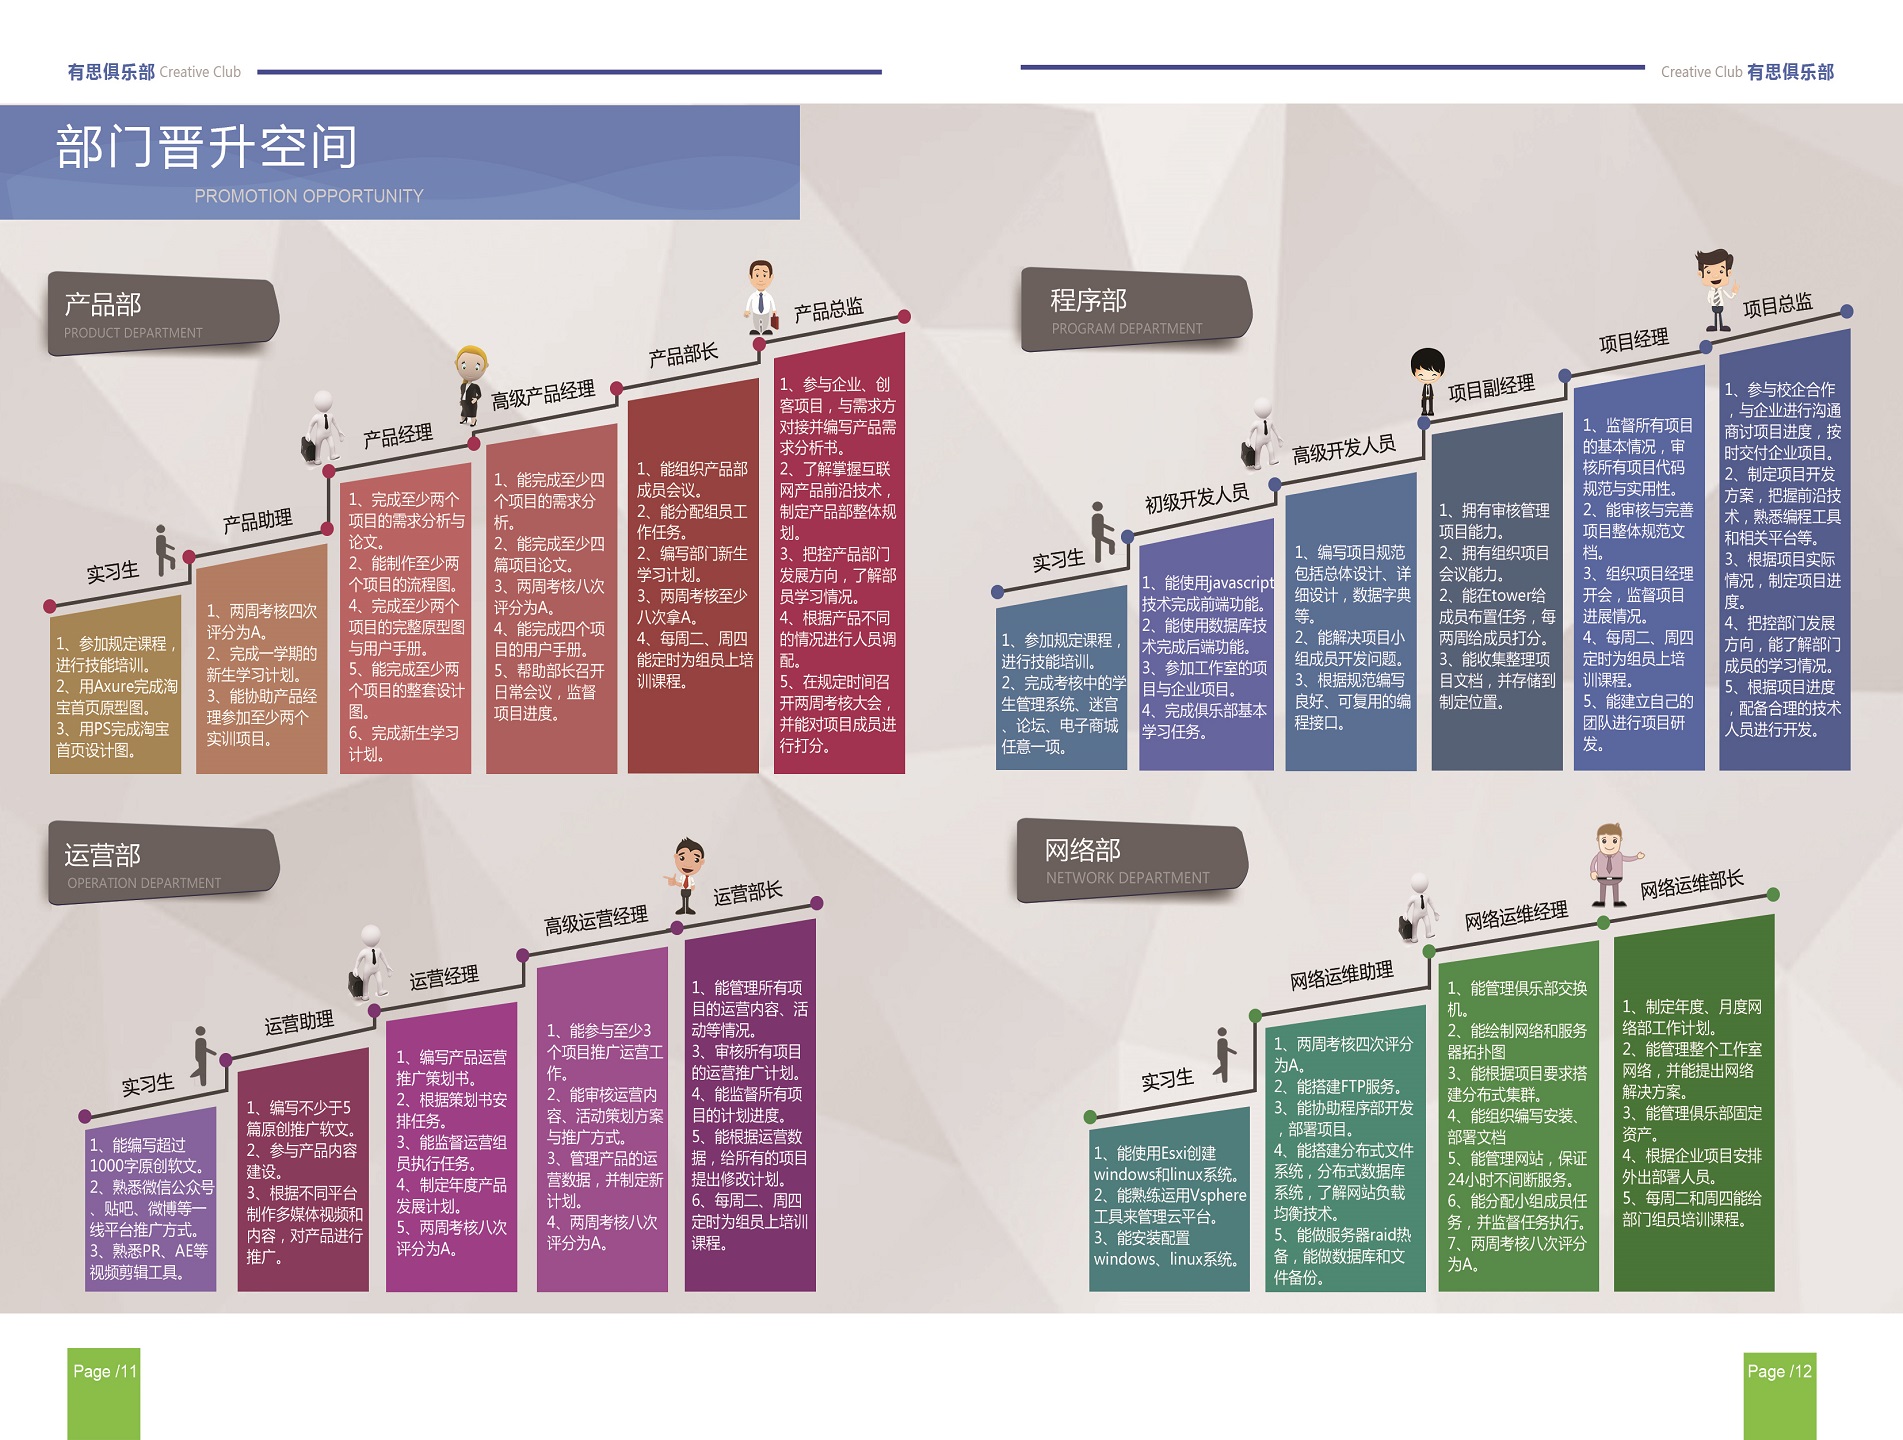 有思俱乐部 Creative Club
Creative Club 有思俱乐部
部门晋升空间
PROMOTION OPPORTUNITY
产品部
PRODUCT DEPARTMENT
实习生
1、参加规定课程，
进行技能培训。
2、用Axure完成淘
宝首页原型图。
3、用PS完成淘宝
首页设计图。
产品助理
1、两周考核四次
评分为A。
2、完成一学期的
新生学习计划。
3、能协助产品经
理参加至少两个
实训项目。
产品经理
1、完成至少两个
项目的需求分析与
论文。
2、能制作至少两
个项目的流程图。
4、完成至少两个
项目的完整原型图
与用户手册。
5、能完成至少两
个项目的整套设计
图。
6、完成新生学习
计划。
高级产品经理
1、能完成至少四
个项目的需求分
析。
2、能完成至少四
篇项目论文。
3、两周考核八次
评分为A。
4、能完成四个项
目的用户手册。
5、帮助部长召开
日常会议，监督
项目进度。
产品部长
1、能组织产品部
成员会议。
2、能分配组员工
作任务。
2、编写部门新生
学习计划。
3、两周考核至少
八次拿A。
4、每周二、周四
能定时为组员上培
训课程。
产品总监
1、参与企业、创
客项目，与需求方
对接并编写产品需
求分析书。
2、了解掌握互联
网产品前沿技术，
制定产品部整体规
划。
3、把控产品部门
发展方向，了解部
员学习情况。
4、根据产品不同
的情况进行人员调
配。
5、在规定时间召
开两周考核大会，
并能对项目成员进
行打分。
程序部
PROGRAM DEPARTMENT
实习生
1、参加规定课程，
进行技能培训。
2、完成考核中的学
生管理系统、迷宫
、论坛、电子商城
任意一项。
初级开发人员
1、能使用javascript
技术完成前端功能。
2、能使用数据库技
术完成后端功能。
3、参加工作室的项
目与企业项目。
4、完成俱乐部基本
学习任务。
高级开发人员
1、编写项目规范
包括总体设计、详
细设计，数据字典
等。
2、能解决项目小
组成员开发问题。
3、根据规范编写
良好、可复用的编
程接口。
项目副经理
1、拥有审核管理
项目能力。
2、拥有组织项目
会议能力。
2、能在tower给
成员布置任务，每
两周给成员打分。
3、能收集整理项
目文档，并存储到
制定位置。
项目经理
1、监督所有项目
的基本情况，审
核所有项目代码
规范与实用性。
2、能审核与完善
项目整体规范文
档。
3、组织项目经理
开会，监督项目
进展情况。
4、每周二、周四
定时为组员上培
训课程。
5、能建立自己的
团队进行项目研
发。
项目总监
1、参与校企合作
，与企业进行沟通
商讨项目进度，按
时交付企业项目。
2、制定项目开发
方案，把握前沿技
术，熟悉编程工具
和相关平台等。
3、根据项目实际
情况，制定项目进
度。
4、把控部门发展
方向，能了解部门
成员的学习情况。
5、根据项目进度
，配备合理的技术
人员进行开发。
运营部
OPERATION DEPARTMENT
实习生
1、能编写超过
1000字原创软文。
2、熟悉微信公众号
、贴吧、微博等一
线平台推广方式。
3、熟悉PR、AE等
视频剪辑工具。
运营助理
1、编写不少于5
篇原创推广软文。
2、参与产品内容
建设。
3、根据不同平台
制作多媒体视频和
内容，对产品进行
推广。
运营经理
1、编写产品运营
推广策划书。
2、根据策划书安
排任务。
3、能监督运营组
员执行任务。
4、制定年度产品
发展计划。
5、两周考核八次
评分为A。
高级运营经理
1、能参与至少3
个项目推广运营工
作。
2、能审核运营内
容、活动策划方案
与推广方式。
3、管理产品的运
营数据，并制定新
计划。
4、两周考核八次
评分为A。
运营部长
1、能管理所有项
目的运营内容、活
动等情况。
3、审核所有项目
的运营推广计划。
4、能监督所有项
目的计划进度。
5、能根据运营数
据，给所有的项目
提出修改计划。
6、每周二、周四
定时为组员上培训
课程。
网络部
NETWORK DEPARTMENT
实习生
1、能使用Esxi创建
windows和linux系统。
2、能熟练运用Vsphere
工具来管理云平台。
3、能安装配置
windows、linux系统。
网络运维助理
1、两周考核四次评分
为A。
2、能搭建FTP服务。
3、能协助程序部开发
，部署项目。
4、能搭建分布式文件
系统，分布式数据库
系统，了解网站负载
均衡技术。
5、能做服务器raid热
备，能做数据库和文
件备份。
网络运维经理
1、能管理俱乐部交换
机。
2、能绘制网络和服务
器拓扑图
3、能根据项目要求搭
建分布式集群。
4、能组织编写安装、
部署文档
5、能管理网站，保证
24小时不间断服务。
6、能分配小组成员任
务，并监督任务执行。
7、两周考核八次评分
为A。
网络运维部长
1、制定年度、月度网
络部工作计划。
2、能管理整个工作室
网络，并能提出网络
解决方案。
3、能管理俱乐部固定
资产。
4、根据企业项目安排
外出部署人员。
5、每周二和周四能给
部门组员培训课程。
Page /11
Page /12